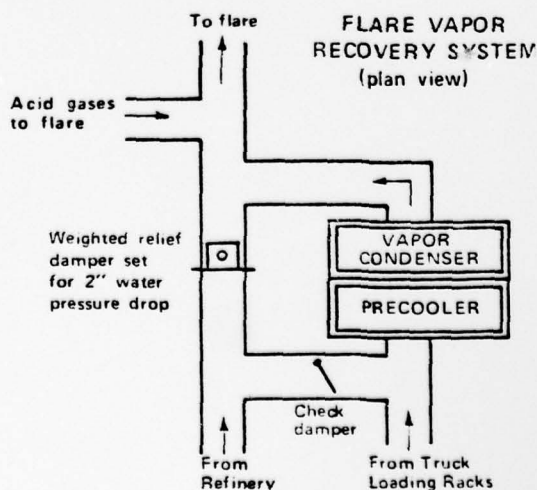 To flare
FLARE VAPOR
RECOVERY SYSTEM
(plan view)
Acid gases
to flare
Weighted relief
damper set
for 2" water
pressure drop
VAPOR
CONDENSER
PRECOOLER
Check
damper
From
Refinery
From Truck
Loading Racks